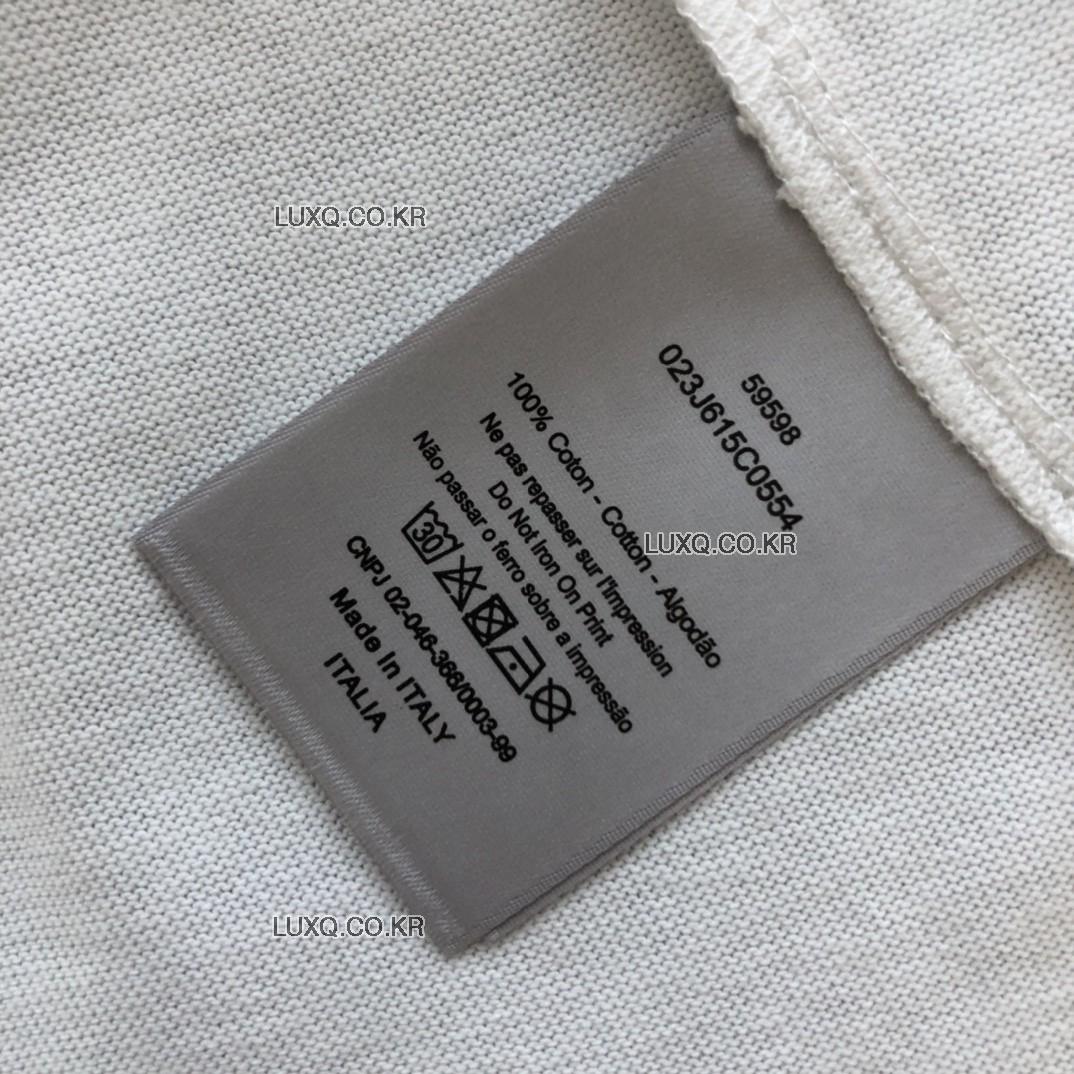 LUXQ.CO.KR
59598
023J615C0554
100% Coton - Cotton - Algodão
Ne pas repasser sur l'Impression
Do Not Iron On Print
Não passar o ferro sobre a impressão
30
CNPJ 02-046-366/0003-99
Made In ITALY
ITALIA
LUXQ.CO.KR
LUXQ.CO.KR